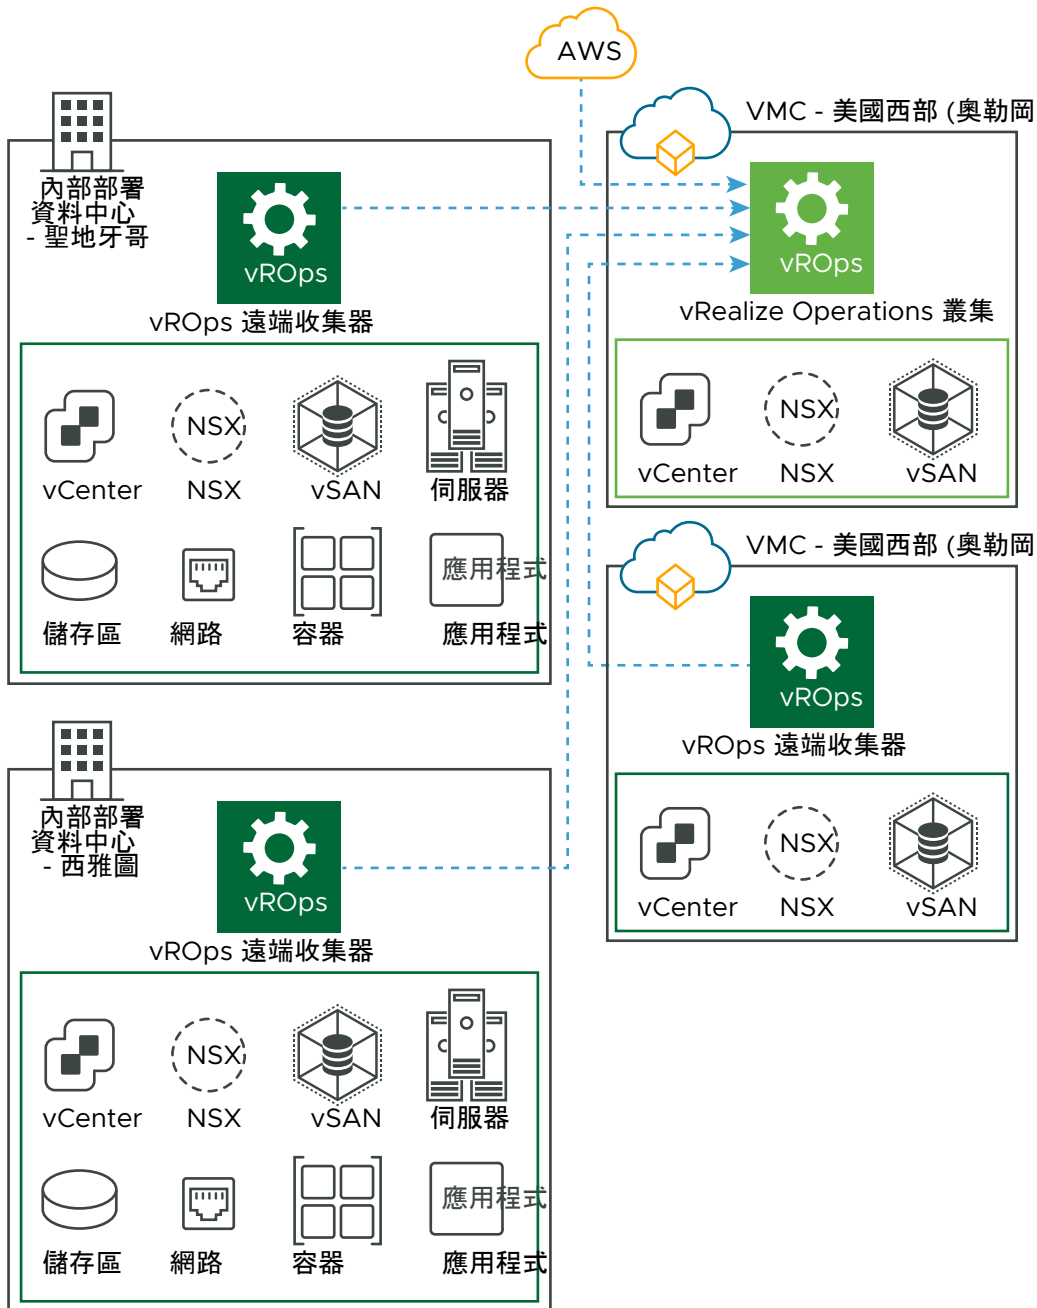 AWS
內部部署
資料中心
- 聖地牙哥
vROps
vROps 遠端收集器
vCenter
NSX
NSX
vSAN
伺服器
儲存區
網路
容器
應用程式
應用程式
VMC - 美國西部 (奧勒岡
vROps
vRealize Operations 叢集
vCenter
NSX
NSX
vSAN
VMC - 美國西部 (奧勒岡
vROps
vROps 遠端收集器
vCenter
NSX
NSX
vSAN
內部部署
資料中心
- 西雅圖
vROps
vROps 遠端收集器
vCenter
NSX
NSX
vSAN
伺服器
儲存區
網路
容器
應用程式
應用程式